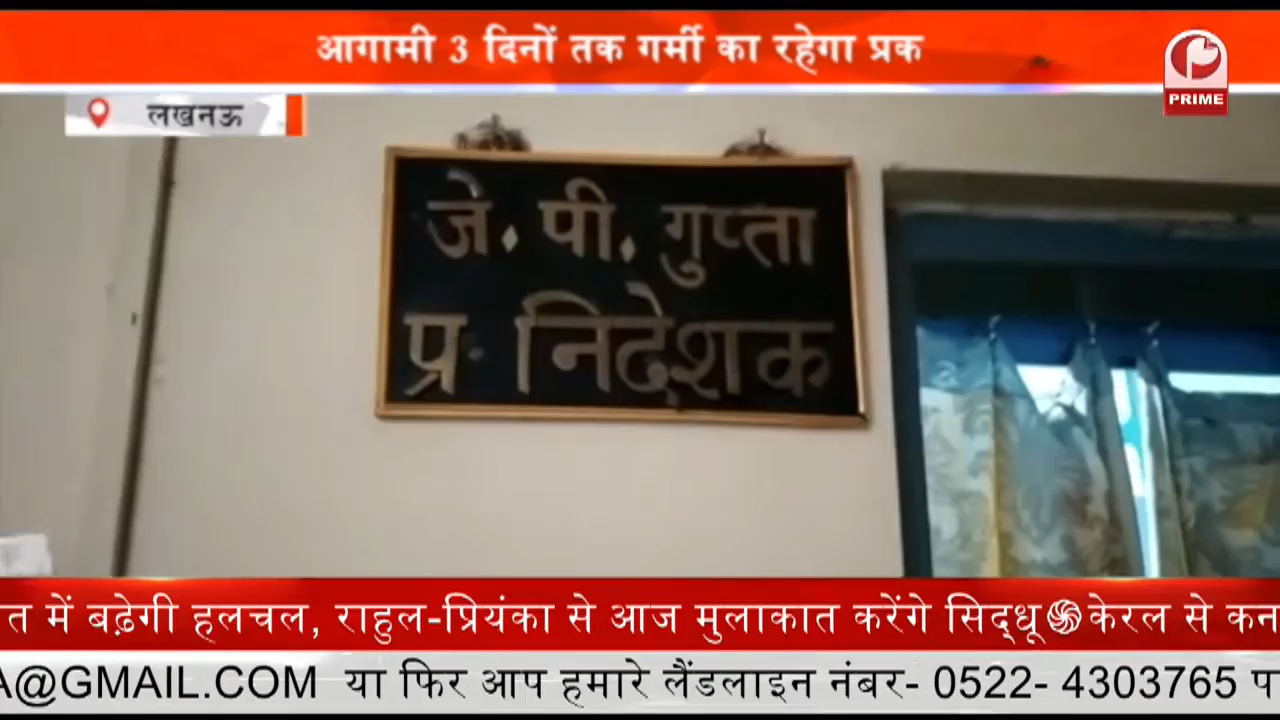 आगामी 3 दिनों तक गर्मी का रहेगा प्रक
PRIME
लखनऊ
जे. पी. गुप्ता
प्र. निदेशक
त में बढ़ेगी हलचल, राहुल-प्रियंका से आज मुलाकात करेंगे सिद्धू केरल से कन
A@GMAIL.COM या फिर आप हमारे लैंडलाइन नंबर- 0522- 4303765 प